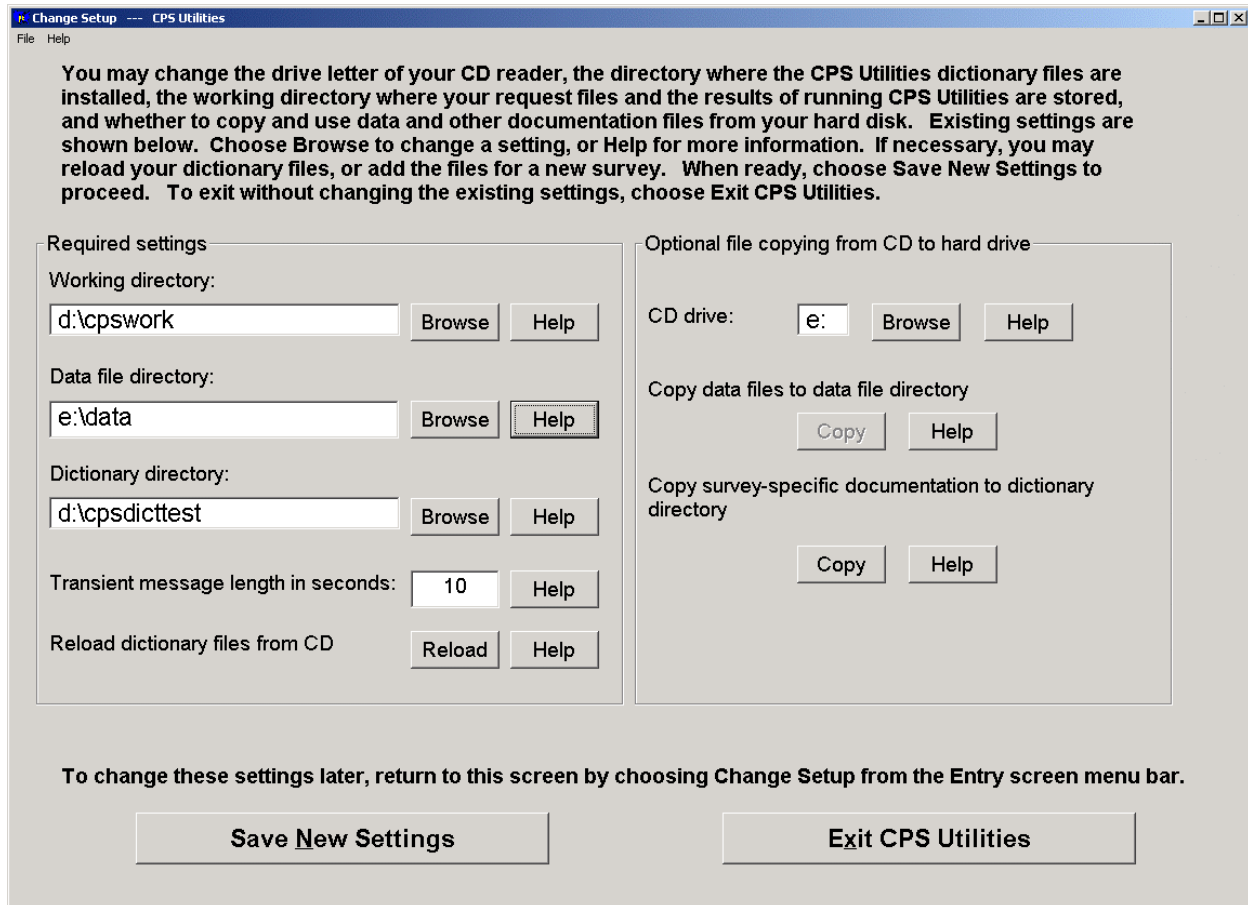 Change Setup --- CPS Utilities
File Help
You may change the drive letter of your CD reader, the directory where the CPS Utilities dictionary files are
installed, the working directory where your request files and the results of running CPS Utilities are stored,
and whether to copy and use data and other documentation files from your hard disk. Existing settings are
shown below. Choose Browse to change a setting, or Help for more information. If necessary, you may
reload your dictionary files, or add the files for a new survey. When ready, choose Save New Settings to
proceed. To exit without changing the existing settings, choose Exit CPS Utilities.
Required settings
Working directory:
d:\cpswork Browse Help
Data file directory:
e:\data Browse Help
Dictionary directory:
d:\cpsdicttest Browse Help
Transient message length in seconds: 10 Help
Reload dictionary files from CD Reload Help
Optional file copying from CD to hard drive
CD drive: e: Browse Help
Copy data files to data file directory
Copy Help
Copy survey-specific documentation to dictionary
directory
Copy Help
To change these settings later, return to this screen by choosing Change Setup from the Entry screen menu bar.
Save New Settings
Exit CPS Utilities